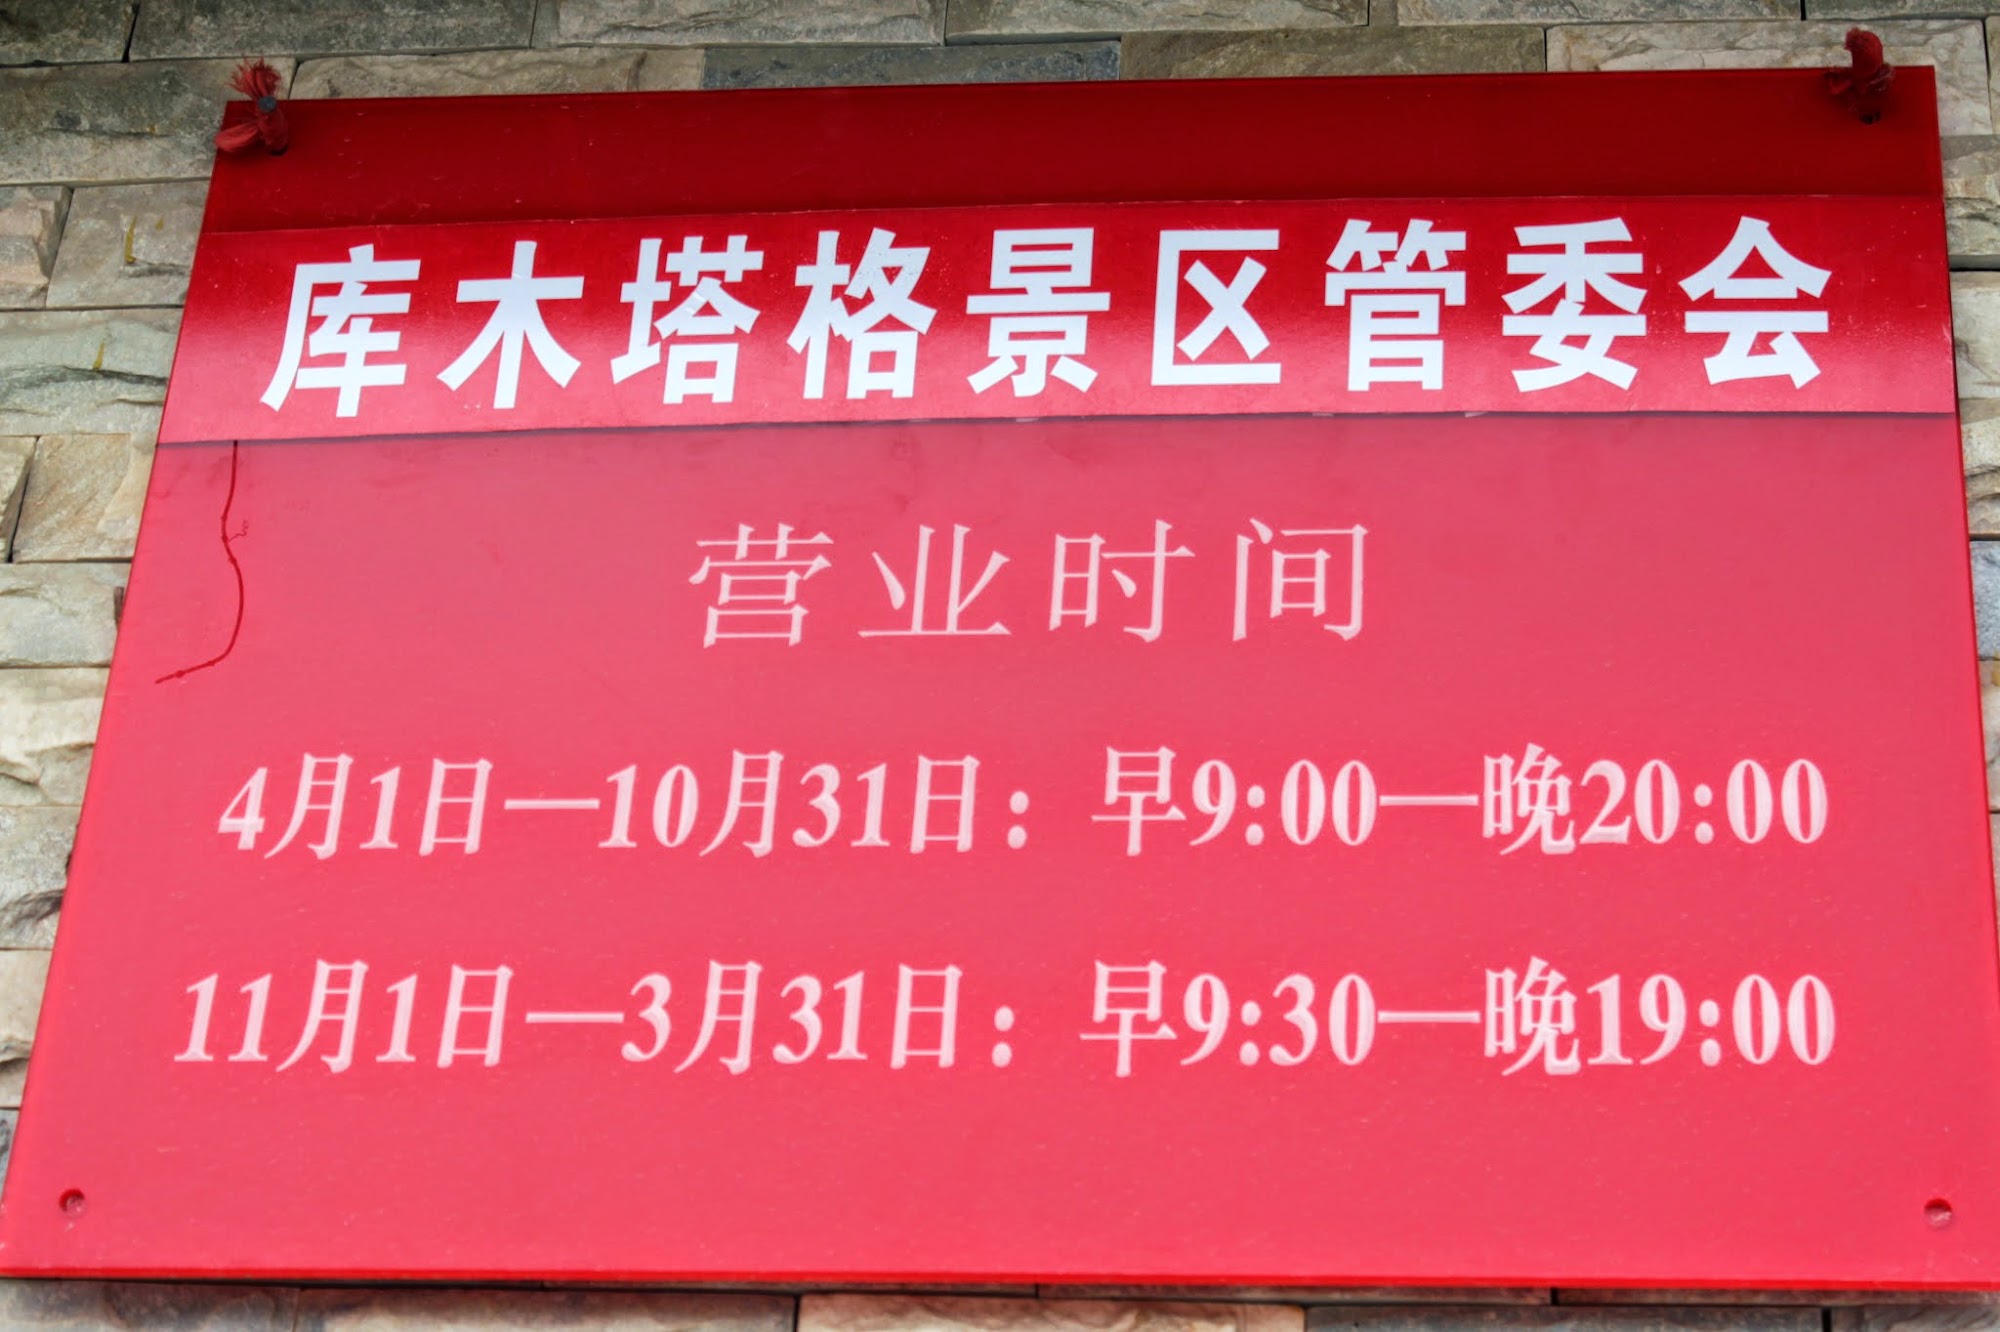 库木塔格景区管委会
营业时间
4月1日—10月31日：早9:00—晚20:00
11月1日—3月31日：早9:30—晚19:00